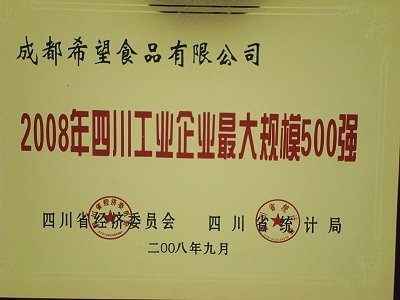 成都希望食品有限公司
2008年四川工业企业最大规模500强
四川省经济委员会 四川省统计局
二00八年九月